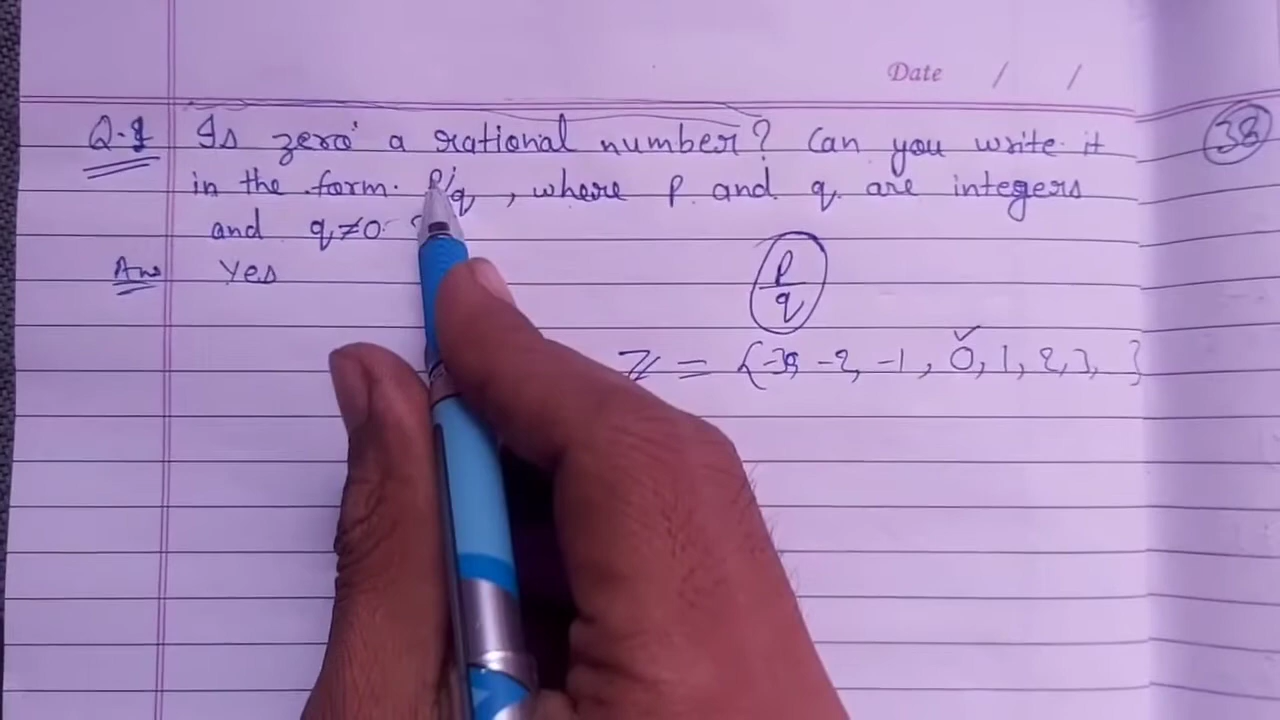 Date / /
38
Q.1 Is zero a rational number? Can you write it
in the form p/q, where p and q are integers
and q≠0 ?
Ans Yes
p/q
Z = {-3, -2, -1, 0, 1, 2, 3, }